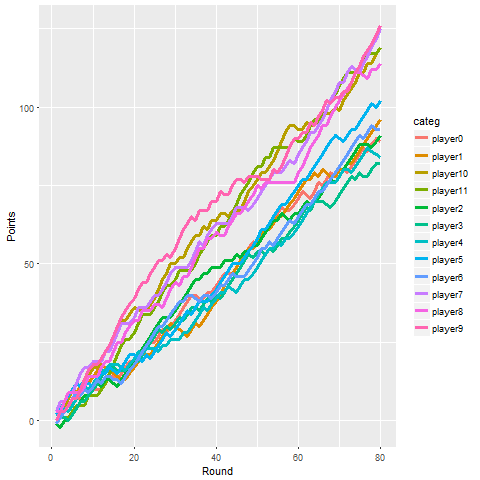 100
50
0
Points
0
20
40
60
80
Round
categ
player0
player1
player10
player11
player2
player3
player4
player5
player6
player7
player8
player9